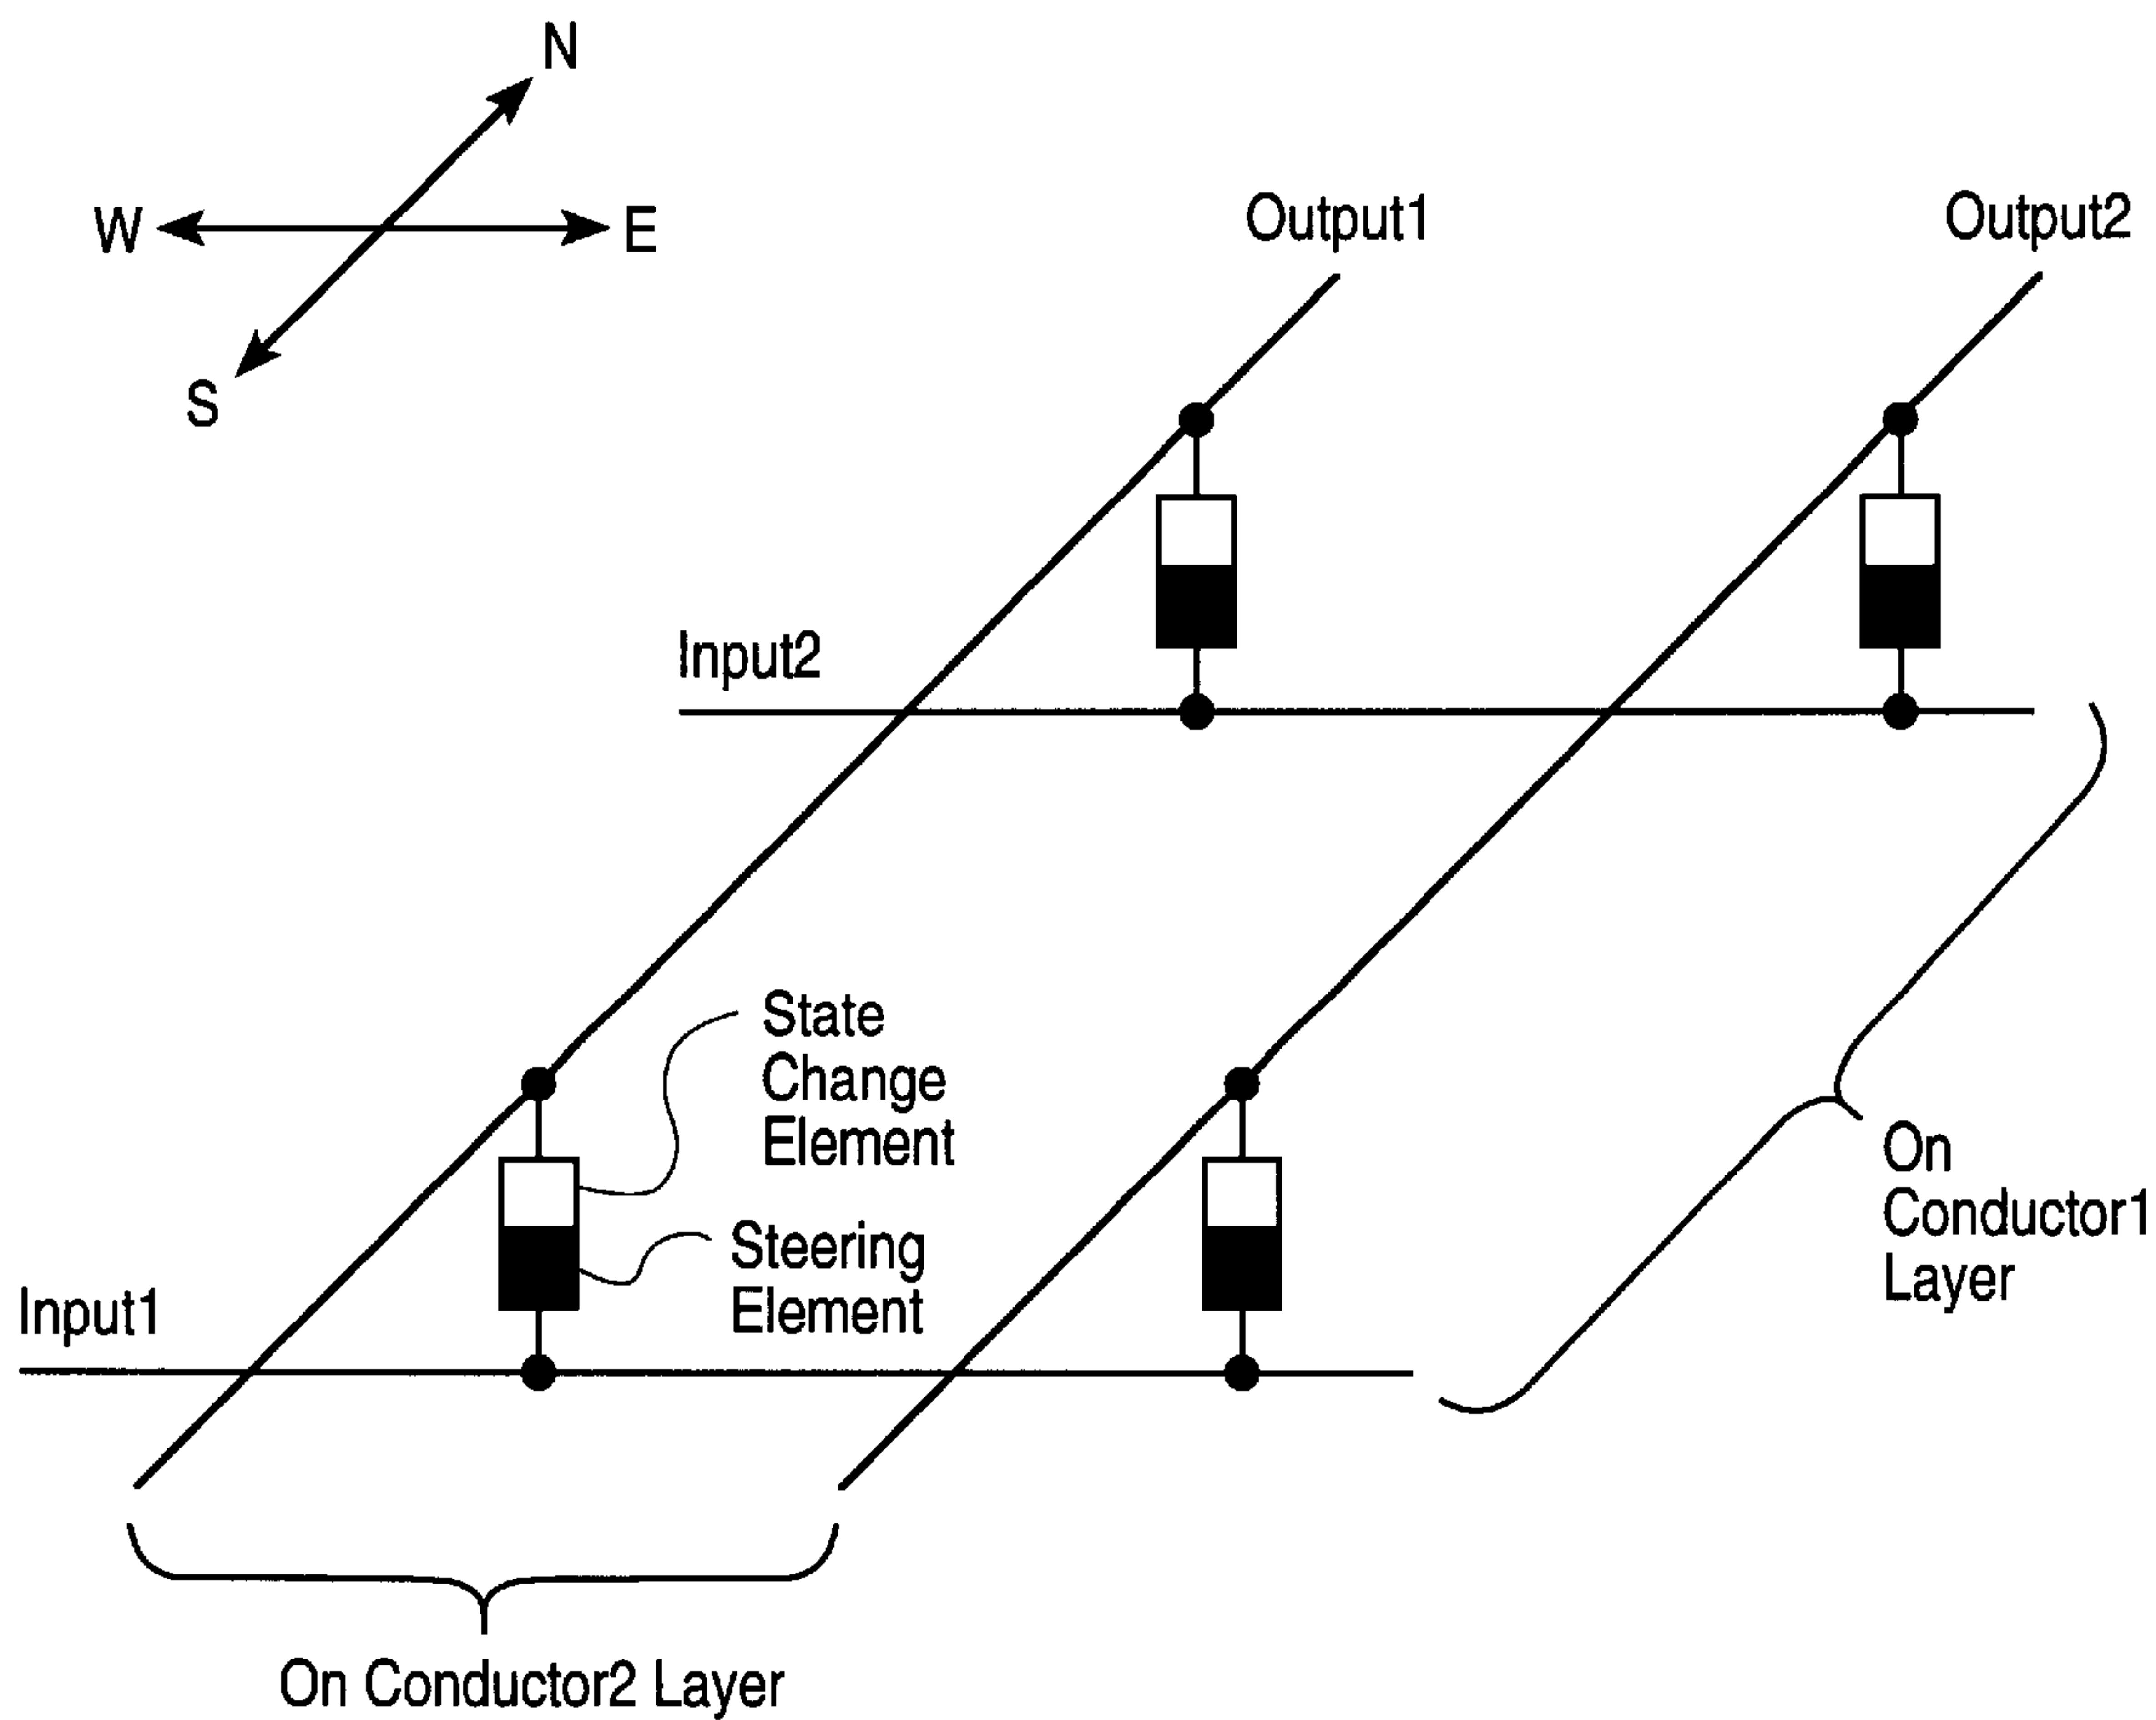 N
W
E
S
Output1
Output2
Input2
State
Change
Element
Steering
Element
Input1
On
Conductor1
Layer
On Conductor2 Layer